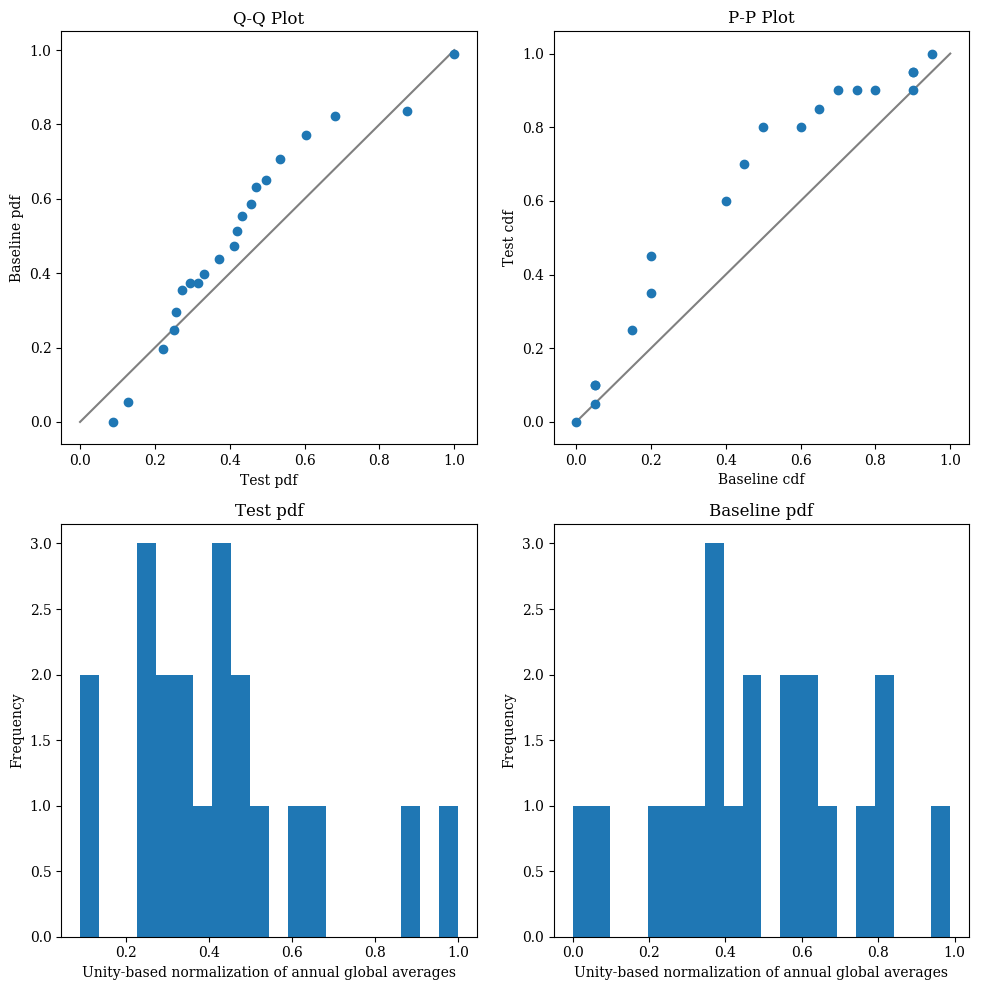 Q-Q Plot
1.0
0.8
0.6
0.4
0.2
0.0
Baseline pdf
0.0 0.2 0.4 0.6 0.8 1.0
Test pdf
P-P Plot
1.0
0.8
0.6
0.4
0.2
0.0
Test cdf
0.0 0.2 0.4 0.6 0.8 1.0
Baseline cdf
Test pdf
3.0
2.5
2.0
1.5
1.0
0.5
0.0
Frequency
0.2 0.4 0.6 0.8 1.0
Unity-based normalization of annual global averages
Baseline pdf
3.0
2.5
2.0
1.5
1.0
0.5
0.0
Frequency
0.0 0.2 0.4 0.6 0.8 1.0
Unity-based normalization of annual global averages